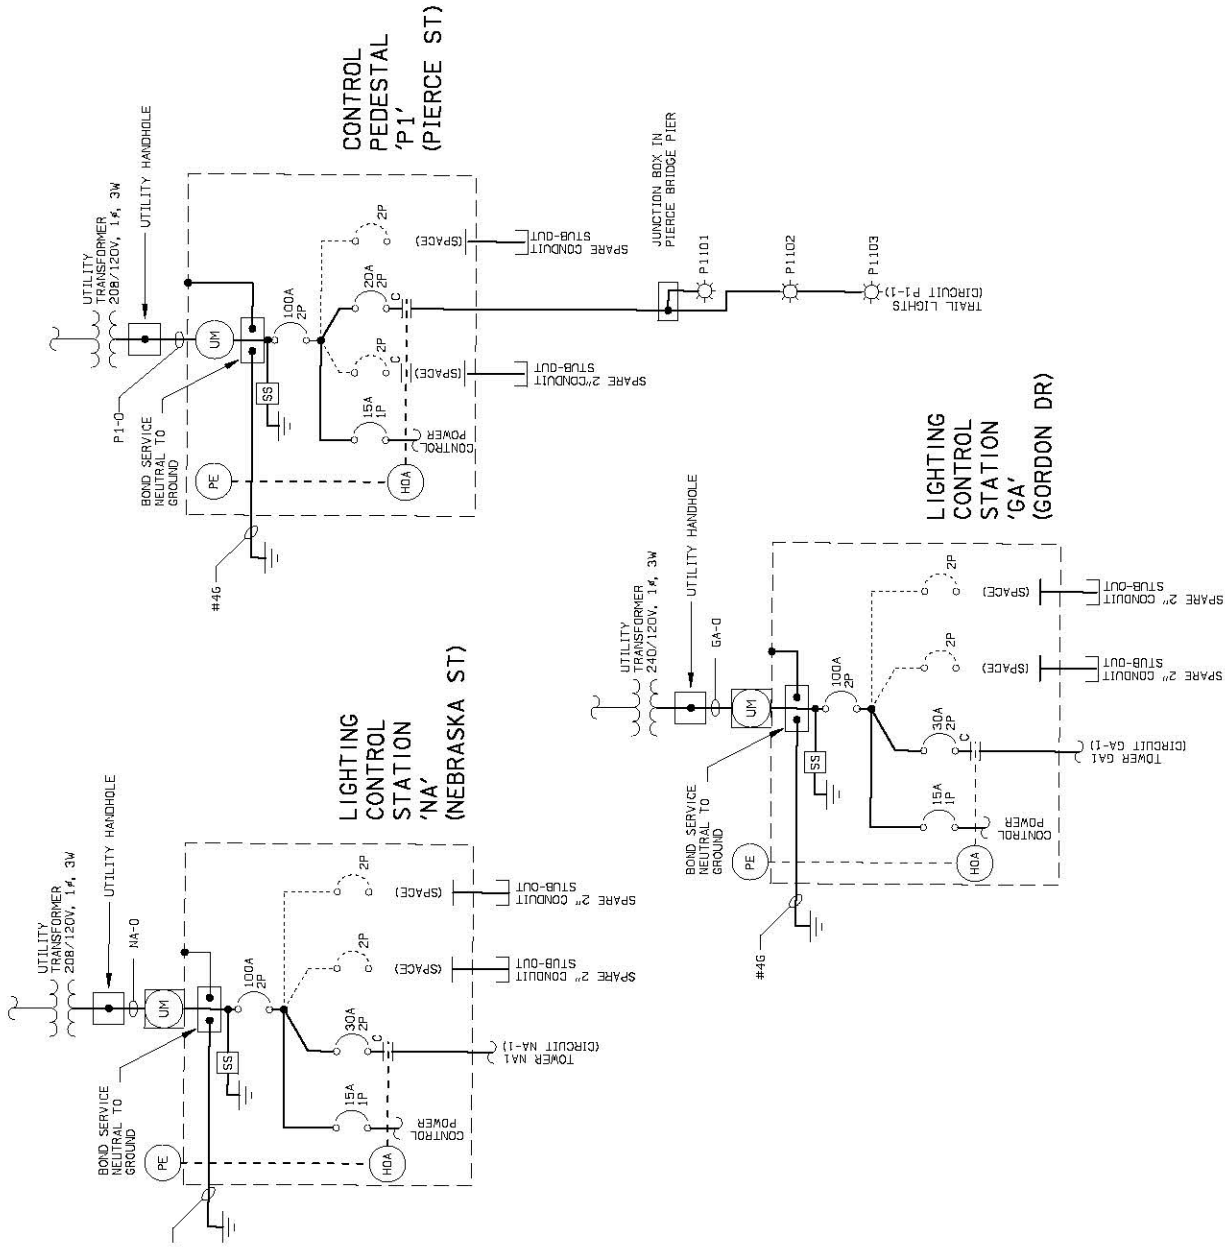 UTILITY
TRANSFORMER
208/120V, 1ø, 3W
UTILITY HANDHOLE
P1-0
BOND SERVICE
NEUTRAL TO
GROUND
UM
SS
PE
#4G
100A
2P
15A
1P
2P
20A
2P
2P
C
C
HOA
CONTROL
POWER
(SPACE)
(SPACE)
SPARE 2" CONDUIT
STUB-OUT
SPARE CONDUIT
STUB-OUT
CONTROL
PEDESTAL
'P1'
(PIERCE ST)
JUNCTION BOX IN
PIERCE BRIDGE PIER
P1101
P1102
P1103
TRAIL LIGHTS
(CIRCUIT P1-1)
UTILITY
TRANSFORMER
208/120V, 1ø, 3W
UTILITY HANDHOLE
NA-0
BOND SERVICE
NEUTRAL TO
GROUND
UM
SS
PE
100A
2P
15A
1P
30A
2P
2P
2P
C
HOA
CONTROL
POWER
(SPACE)
(SPACE)
TOWER NA1
(CIRCUIT NA-1)
SPARE 2" CONDUIT
STUB-OUT
SPARE 2" CONDUIT
STUB-OUT
LIGHTING
CONTROL
STATION
'NA'
(NEBRASKA ST)
UTILITY
TRANSFORMER
240/120V, 1ø, 3W
UTILITY HANDHOLE
GA-0
BOND SERVICE
NEUTRAL TO
GROUND
UM
SS
PE
#4G
100A
2P
15A
1P
30A
2P
2P
2P
C
HOA
CONTROL
POWER
(SPACE)
(SPACE)
TOWER GA1
(CIRCUIT GA-1)
SPARE 2" CONDUIT
STUB-OUT
SPARE 2" CONDUIT
STUB-OUT
LIGHTING
CONTROL
STATION
'GA'
(GORDON DR)